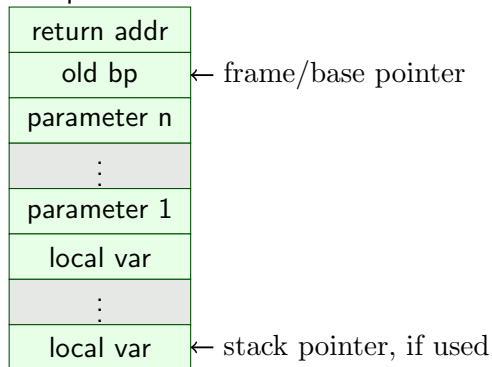 return addr
old bp ← frame/base pointer
parameter n
⋮
parameter 1
local var
⋮
local var ← stack pointer, if used